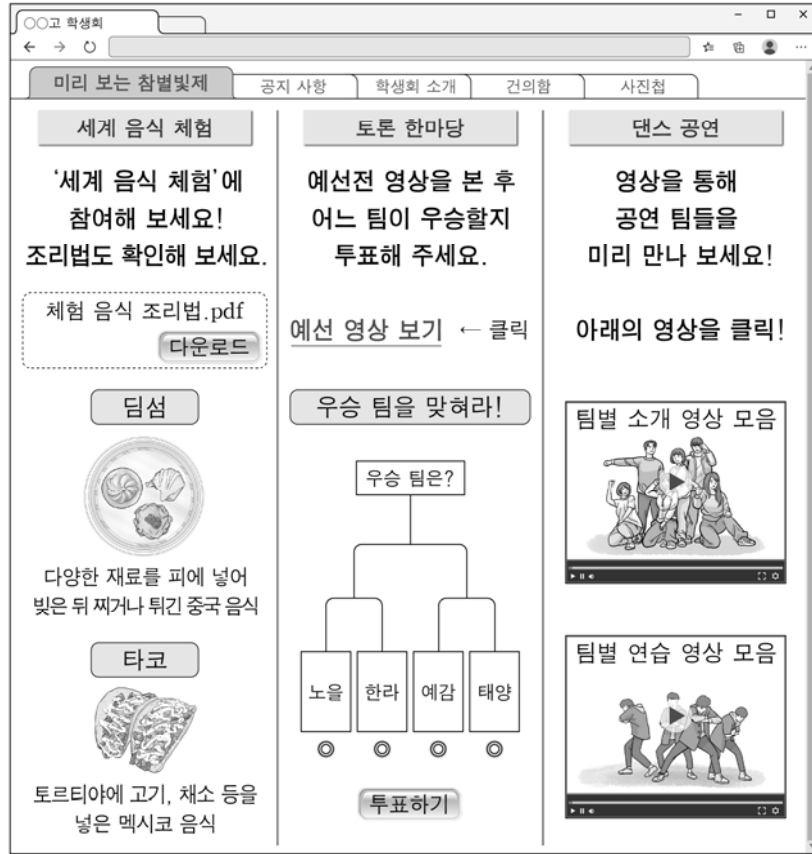 ○○고 학생회
미리 보는 참별빛제
공지 사항
학생회 소개
건의함
사진첩
세계 음식 체험
‘세계 음식 체험’에
참여해 보세요!
조리법도 확인해 보세요.
체험 음식 조리법.pdf
다운로드
딤섬
다양한 재료를 피에 넣어
빚은 뒤 찌거나 튀긴 중국 음식
타코
토르티야에 고기, 채소 등을
넣은 멕시코 음식
토론 한마당
예선전 영상을 본 후
어느 팀이 우승할지
투표해 주세요.
예선 영상 보기 ← 클릭
우승 팀을 맞혀라!
우승 팀은?
노을 한라 예감 태양
투표하기
댄스 공연
영상을 통해
공연 팀들을
미리 만나 보세요!
아래의 영상을 클릭!
팀별 소개 영상 모음
팀별 연습 영상 모음